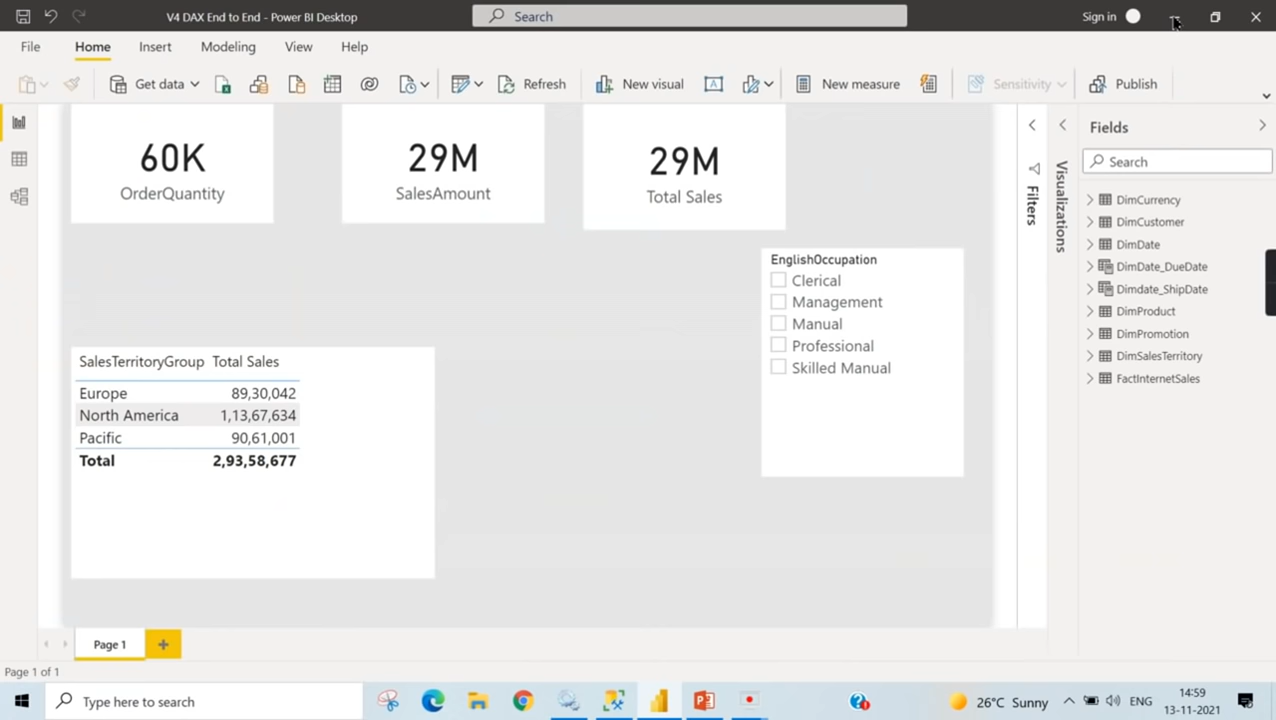 V4 DAX End to End - Power BI Desktop
Search
Sign in
File
Home
Insert
Modeling
View
Help
Get data
Refresh
New visual
New measure
Sensitivity
Publish
60K
OrderQuantity
29M
SalesAmount
29M
Total Sales
EnglishOccupation
Clerical
Management
Manual
Professional
Skilled Manual
SalesTerritoryGroup Total Sales
Europe 89,30,042
North America 1,13,67,634
Pacific 90,61,001
Total 2,93,58,677
Filters
Visualizations
Fields
Search
DimCurrency
DimCustomer
DimDate
DimDate_DueDate
Dimdate_ShipDate
DimProduct
DimPromotion
DimSalesTerritory
FactInternetSales
Page 1
Page 1 of 1
Type here to search
26°C Sunny
ENG
14:59
13-11-2021